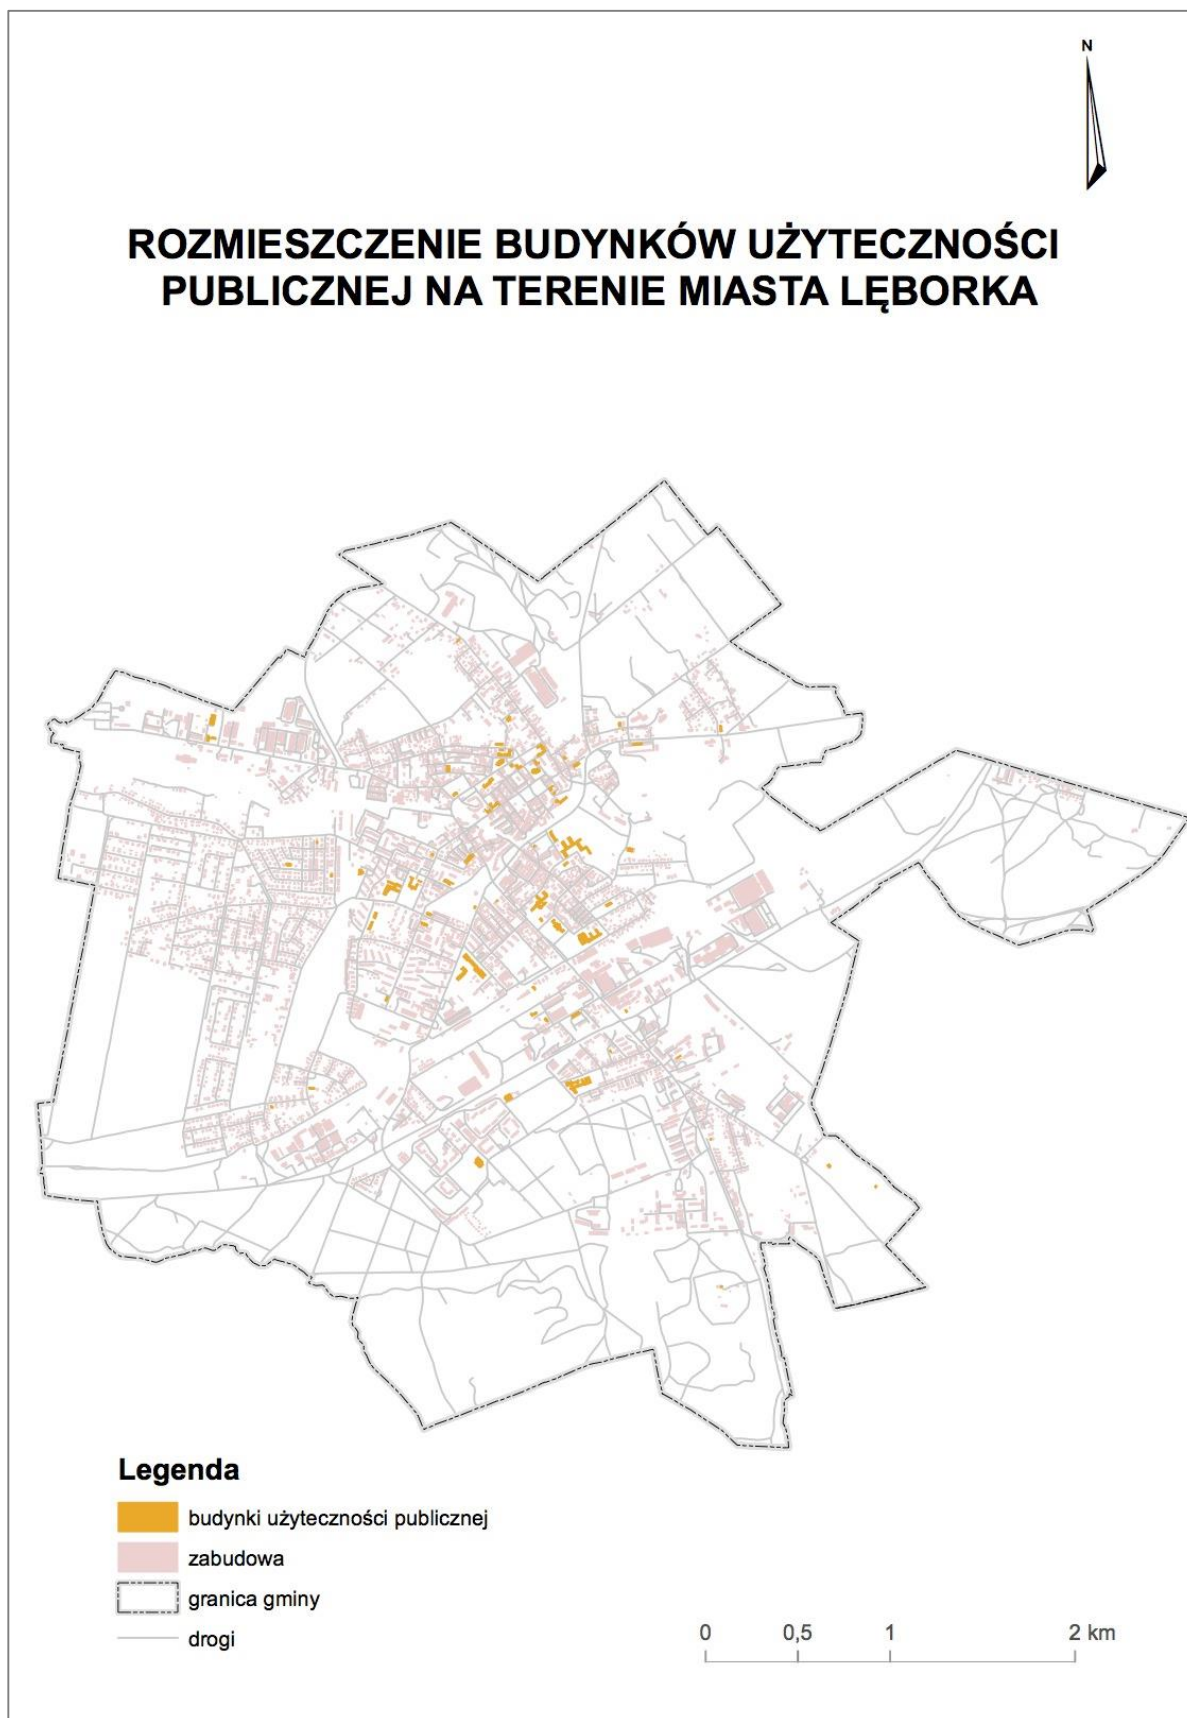 N
ROZMIESZCZENIE BUDYNKÓW UŻYTECZNOŚCI
PUBLICZNEJ NA TERENIE MIASTA LĘBORKA
Legenda
budynki użyteczności publicznej
zabudowa
granica gminy
drogi
0 0,5 1 2 km